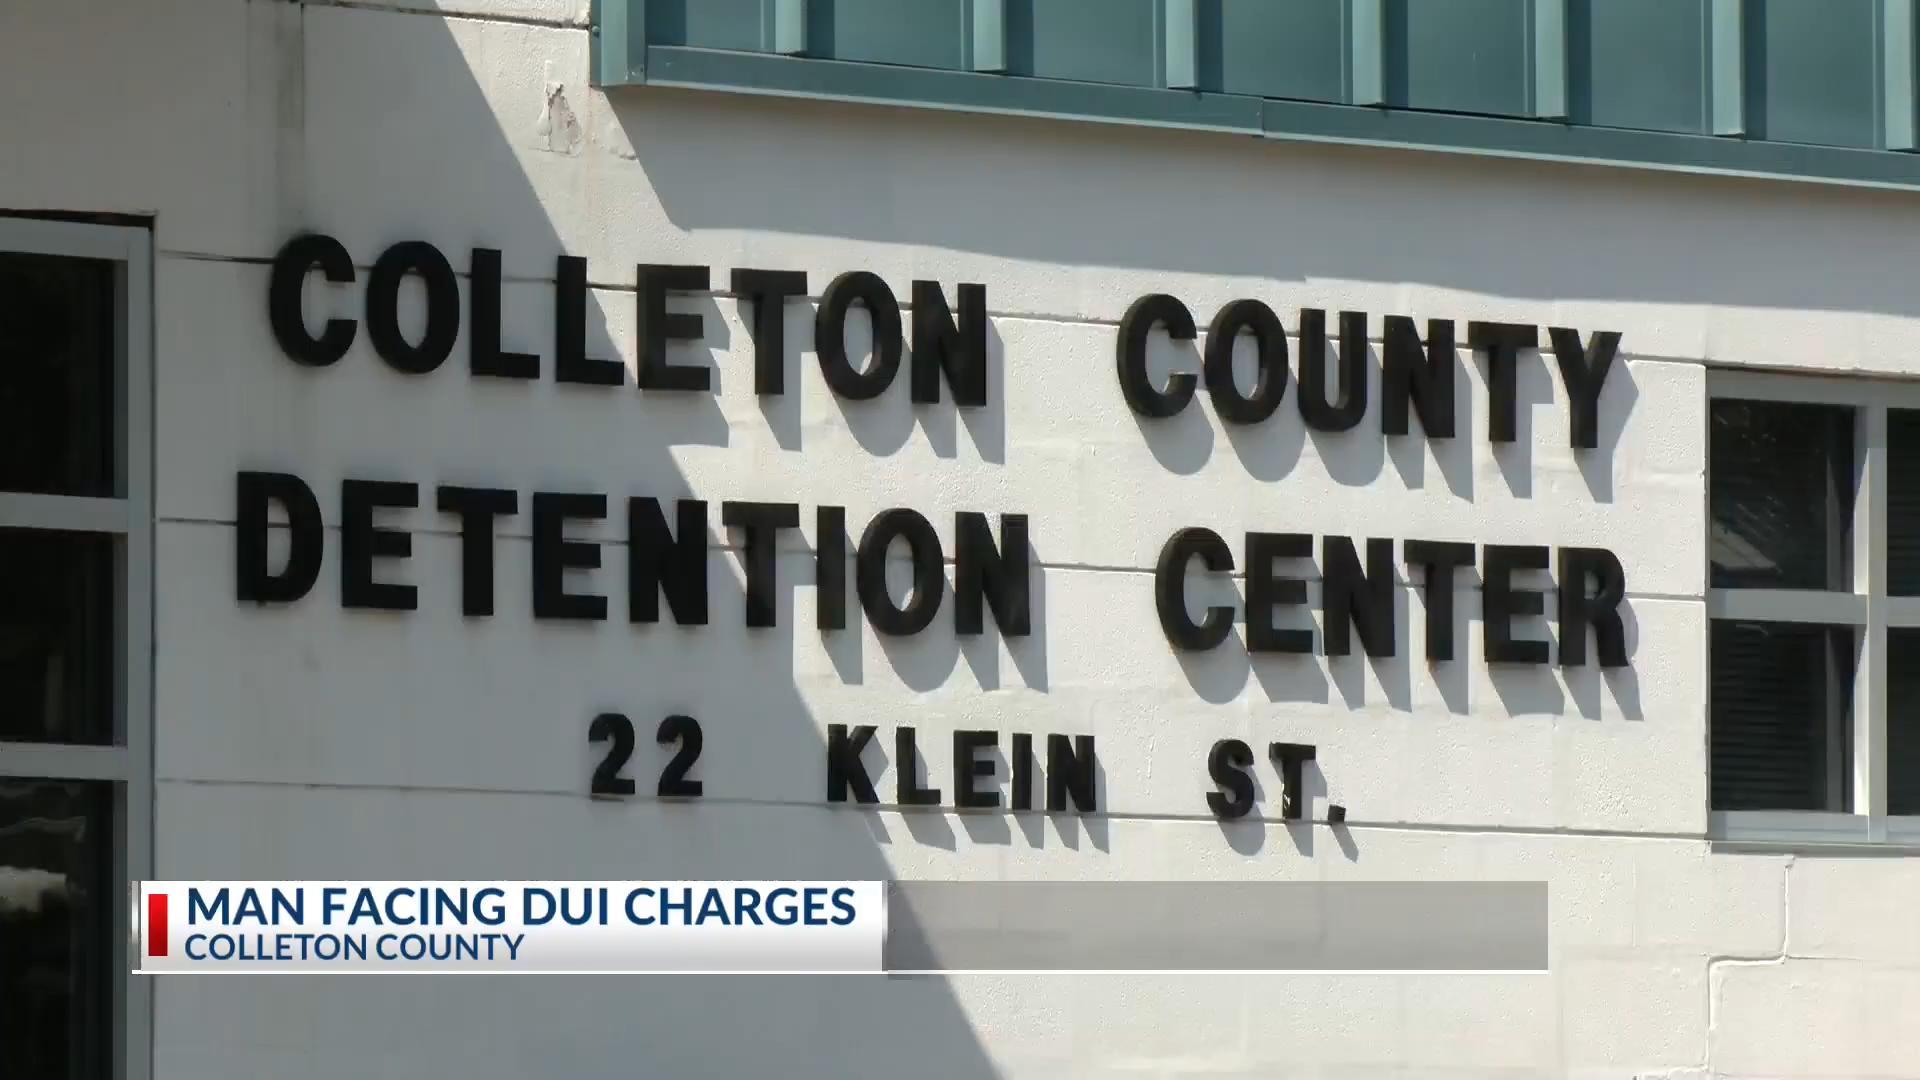 COLLETON COUNTY
DETENTION CENTER
22 KLEIN ST.
MAN FACING DUI CHARGES
COLLETON COUNTY